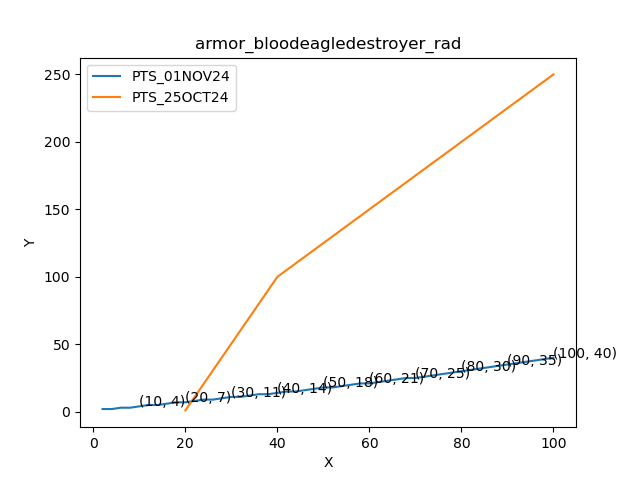 armor_bloodeagledestroyer_rad
PTS_01NOV24
PTS_25OCT24
250
200
150
100
50
0
Y
(10, 4)
(20, 7)
(30, 11)
(40, 14)
(50, 18)
(60, 21)
(70, 25)
(80, 30)
(90, 35)
(100, 40)
0 20 40 60 80 100
X